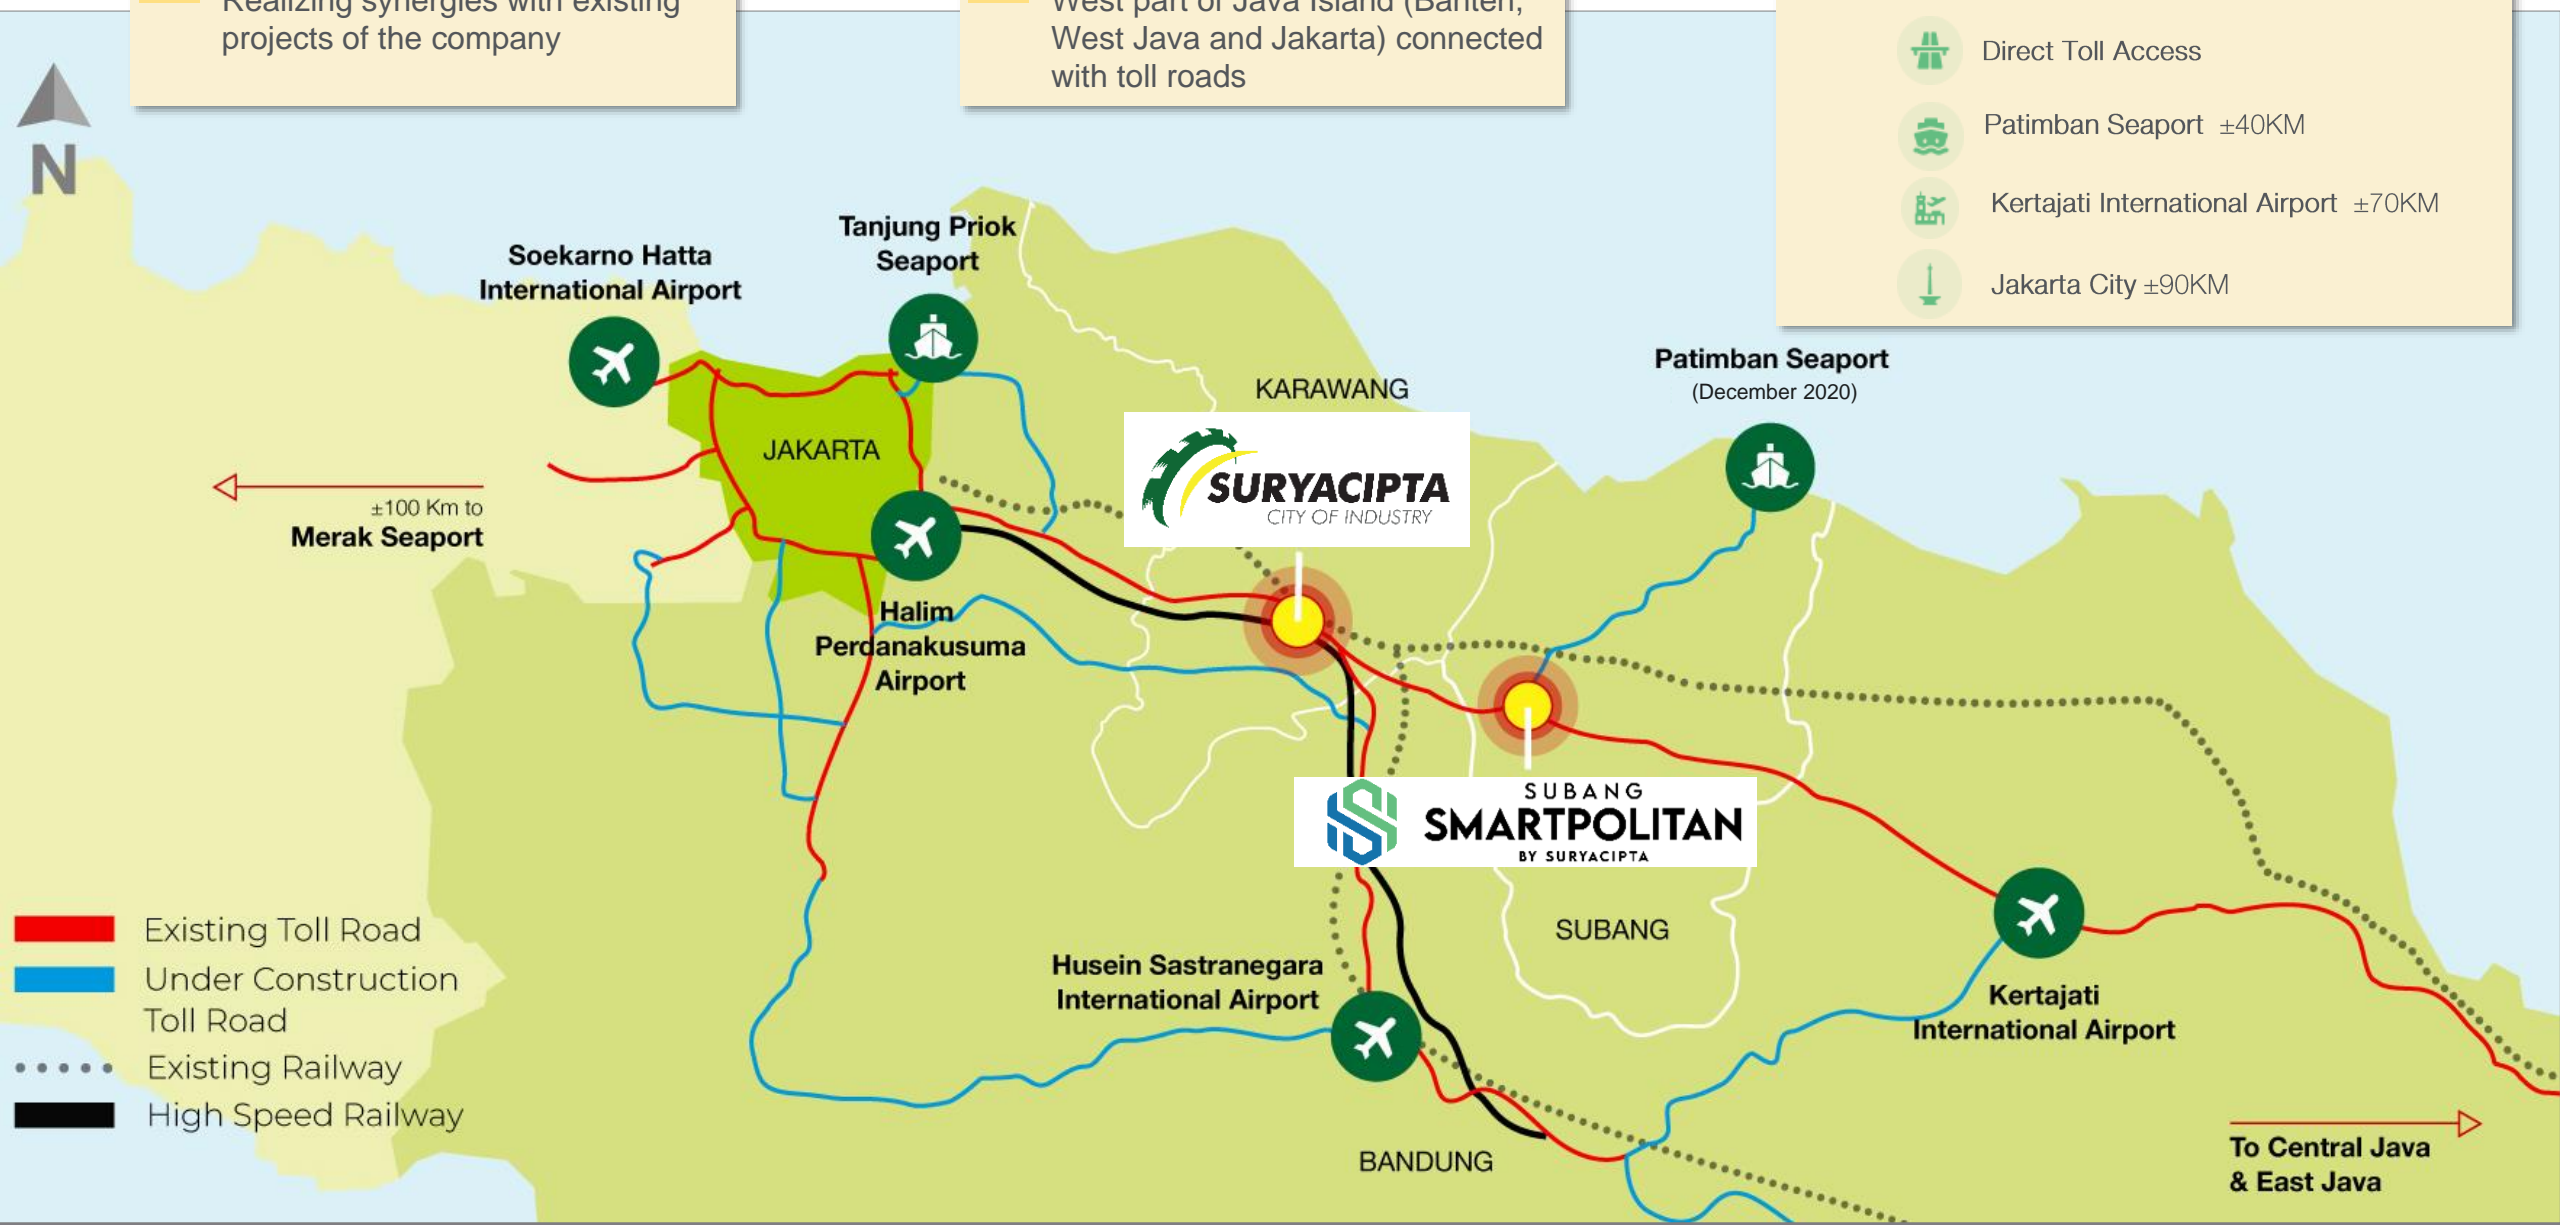 Realizing synergies with existing
projects of the company
West part of Java Island (Banten,
West Java and Jakarta) connected
with toll roads
Direct Toll Access
Patimban Seaport ±40KM
Kertajati International Airport ±70KM
Jakarta City ±90KM
N
Soekarno Hatta
International Airport
Tanjung Priok
Seaport
Patimban Seaport
(December 2020)
KARAWANG
JAKARTA
SURYACIPTA
CITY OF INDUSTRY
±100 Km to
Merak Seaport
Halim
Perdanakusuma
Airport
SUBANG
SMARTPOLITAN
BY SURYACIPTA
SUBANG
Husein Sastranegara
International Airport
Kertajati
International Airport
BANDUNG
To Central Java
& East Java
Existing Toll Road
Under Construction
Toll Road
Existing Railway
High Speed Railway